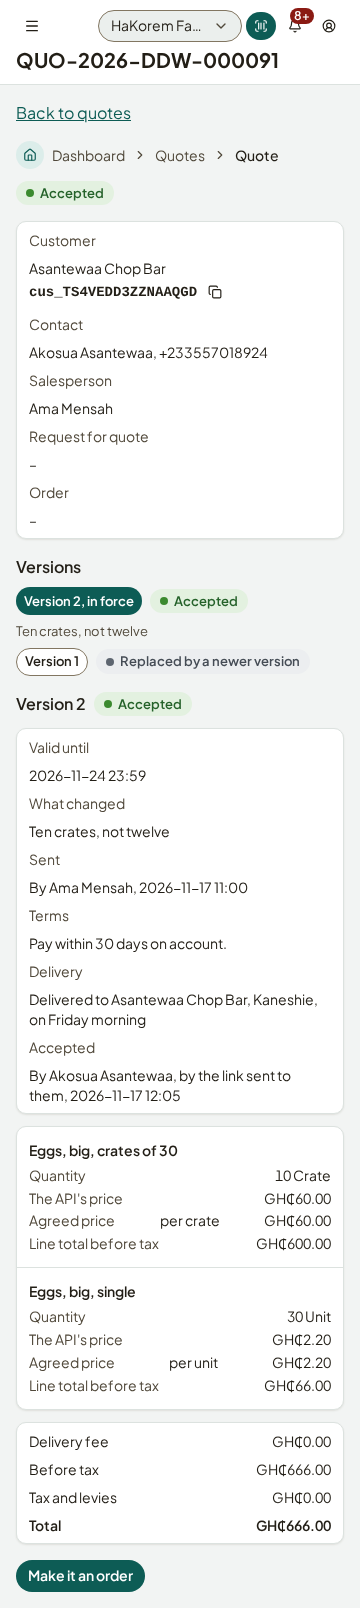 HaKorem Fa...
8+
QUO-2026-DDW-000091
Back to quotes
Dashboard > Quotes > Quote
Accepted
Customer
Asantewaa Chop Bar
cus_TS4VEDD3ZZNAAQGD
Contact
Akosua Asantewaa, +233557018924
Salesperson
Ama Mensah
Request for quote
–
Order
–
Versions
Version 2, in force Accepted
Ten crates, not twelve
Version 1 Replaced by a newer version
Version 2 Accepted
Valid until
2026-11-24 23:59
What changed
Ten crates, not twelve
Sent
By Ama Mensah, 2026-11-17 11:00
Terms
Pay within 30 days on account.
Delivery
Delivered to Asantewaa Chop Bar, Kaneshie,
on Friday morning
Accepted
By Akosua Asantewaa, by the link sent to
them, 2026-11-17 12:05
Eggs, big, crates of 30
Quantity 10 Crate
The API's price GH₵60.00
Agreed price per crate GH₵60.00
Line total before tax GH₵600.00
Eggs, big, single
Quantity 30 Unit
The API's price GH₵2.20
Agreed price per unit GH₵2.20
Line total before tax GH₵66.00
Delivery fee GH₵0.00
Before tax GH₵666.00
Tax and levies GH₵0.00
Total GH₵666.00
Make it an order